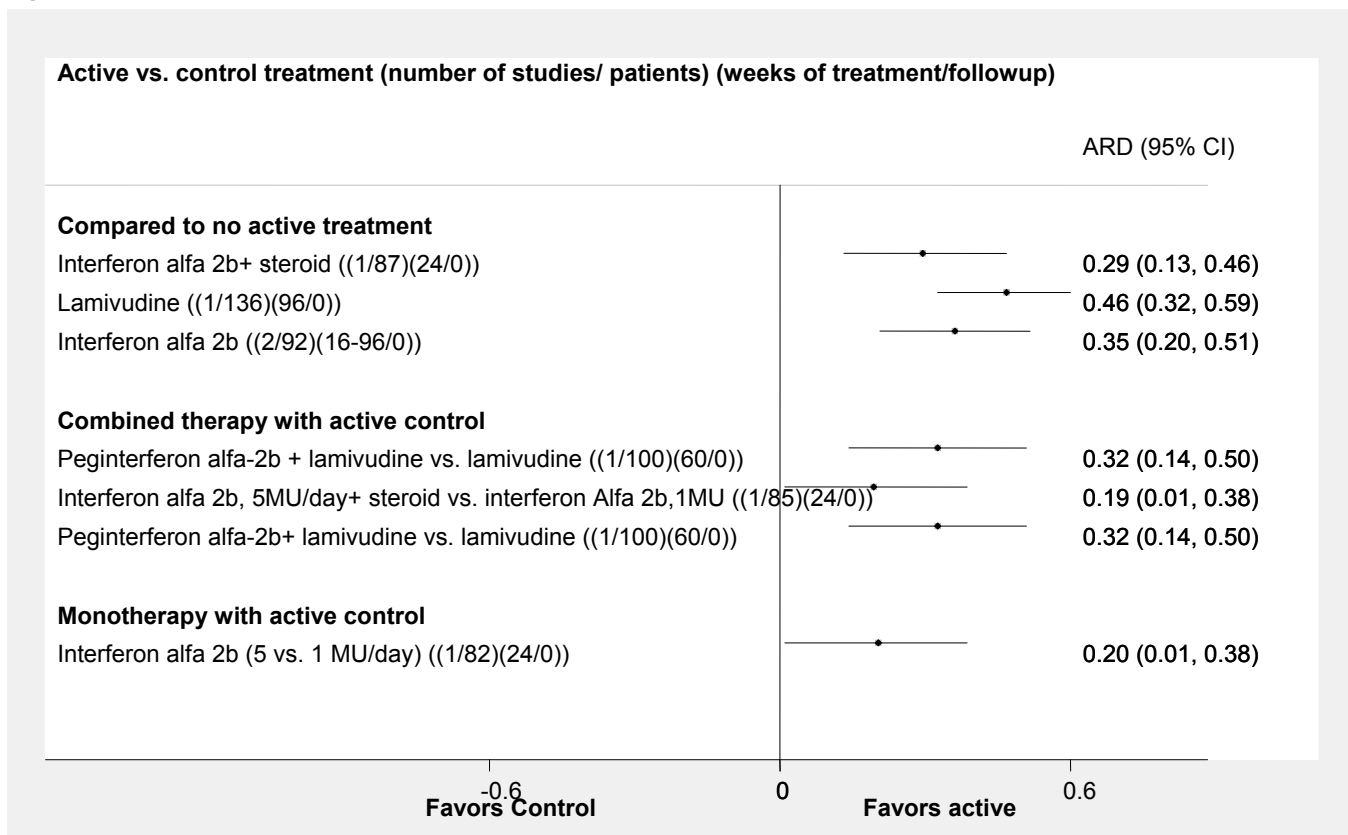 Active vs. control treatment (number of studies/ patients) (weeks of treatment/followup)
ARD (95% CI)
Compared to no active treatment
Interferon alfa 2b+ steroid ((1/87)(24/0)) 0.29 (0.13, 0.46)
Lamivudine ((1/136)(96/0)) 0.46 (0.32, 0.59)
Interferon alfa 2b ((2/92)(16-96/0)) 0.35 (0.20, 0.51)
Combined therapy with active control
Peginterferon alfa-2b + lamivudine vs. lamivudine ((1/100)(60/0)) 0.32 (0.14, 0.50)
Interferon alfa 2b, 5MU/day+ steroid vs. interferon Alfa 2b,1MU ((1/85)(24/0)) 0.19 (0.01, 0.38)
Peginterferon alfa-2b+ lamivudine vs. lamivudine ((1/100)(60/0)) 0.32 (0.14, 0.50)
Monotherapy with active control
Interferon alfa 2b (5 vs. 1 MU/day) ((1/82)(24/0)) 0.20 (0.01, 0.38)
-0.6 0 0.6
Favors Control Favors active